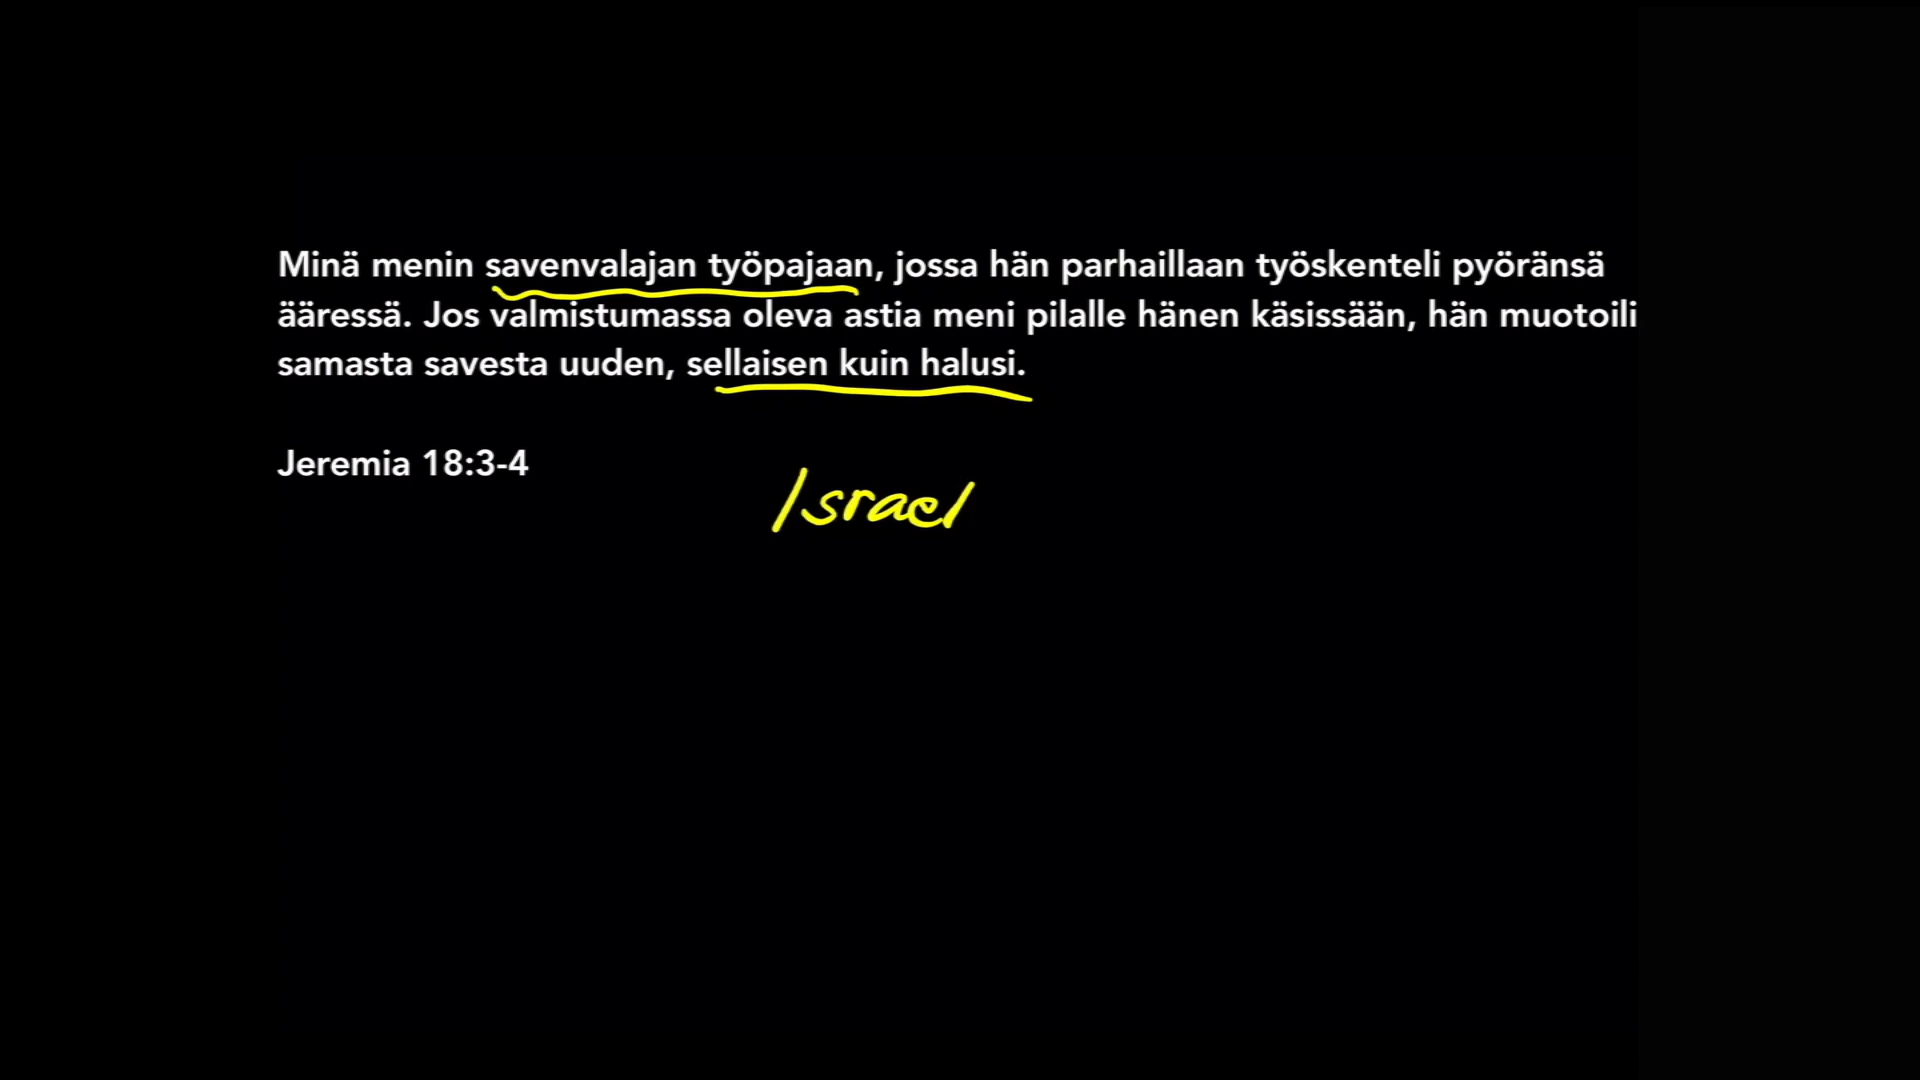 Minä menin savenvalajan työpajaan, jossa hän parhaillaan työskenteli pyöränsä
ääressä. Jos valmistumassa oleva astia meni pilalle hänen käsissään, hän muotoili
samasta savesta uuden, sellaisen kuin halusi.
Jeremia 18:3-4
Israel